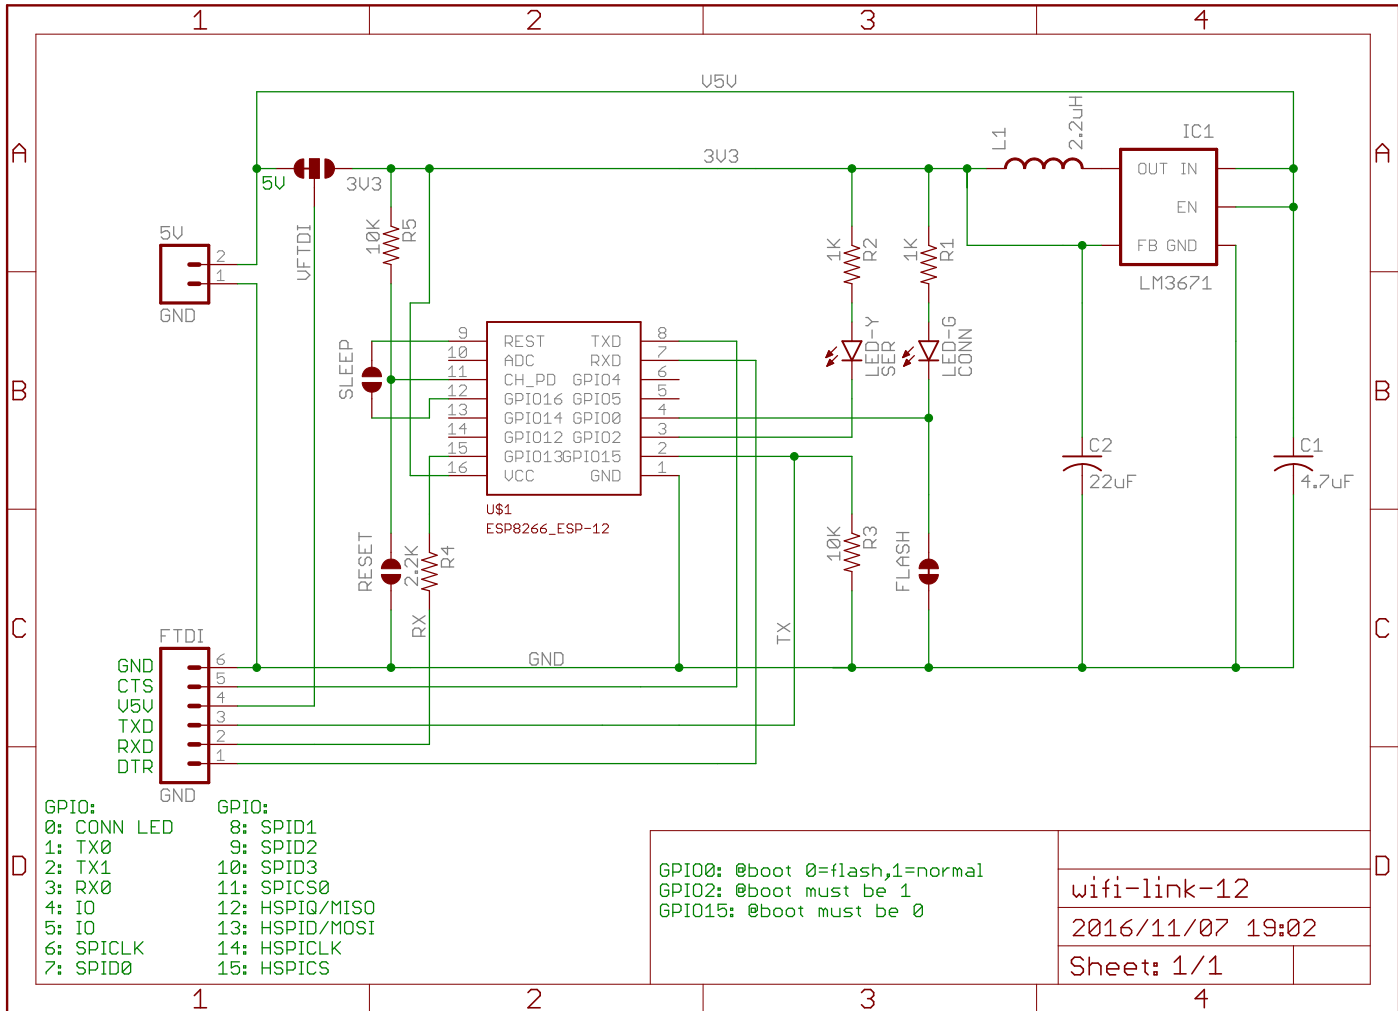 1 2 3 4
V5V
L1
2.2uH
IC1
A
A
3V3
5V
3V3
OUT IN
EN
FB GND
LM3671
5V
2
1
GND
VFTDI
10K
R5
1K
R2
1K
R1
LED-Y
SER
LED-G
CONN
B
B
SLEEP
9 REST TXD 8
10 ADC RXD 7
11 CH_PD GPIO4 6
12 GPIO16 GPIO5 5
13 GPIO14 GPIO0 4
14 GPIO12 GPIO2 3
15 GPIO13 GPIO15 2
16 VCC GND 1
U$1
ESP8266_ESP-12
C2
22uF
C1
4.7uF
RESET
2.2K
R4
RX
10K
R3
FLASH
TX
C
C
FTDI
GND
GND 6
CTS 5
V5V 4
TXD 3
RXD 2
DTR 1
GND
GPIO:
0: CONN LED
1: TX0
2: TX1
3: RX0
4: IO
5: IO
6: SPICLK
7: SPID0
GPIO:
8: SPID1
9: SPID2
10: SPID3
11: SPICS0
12: HSPIQ/MISO
13: HSPID/MOSI
14: HSPICLK
15: HSPICS
D
D
GPIO0: @boot 0=flash,1=normal
GPIO2: @boot must be 1
GPIO15: @boot must be 0
wifi-link-12
2016/11/07 19:02
Sheet: 1/1
1 2 3 4